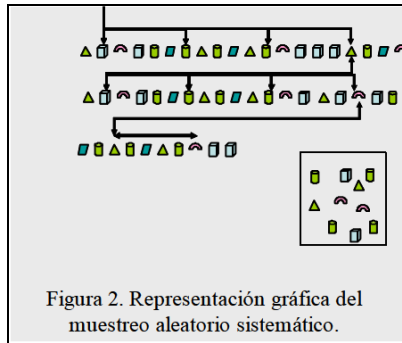 Figura 2. Representación gráfica del
muestreo aleatorio sistemático.